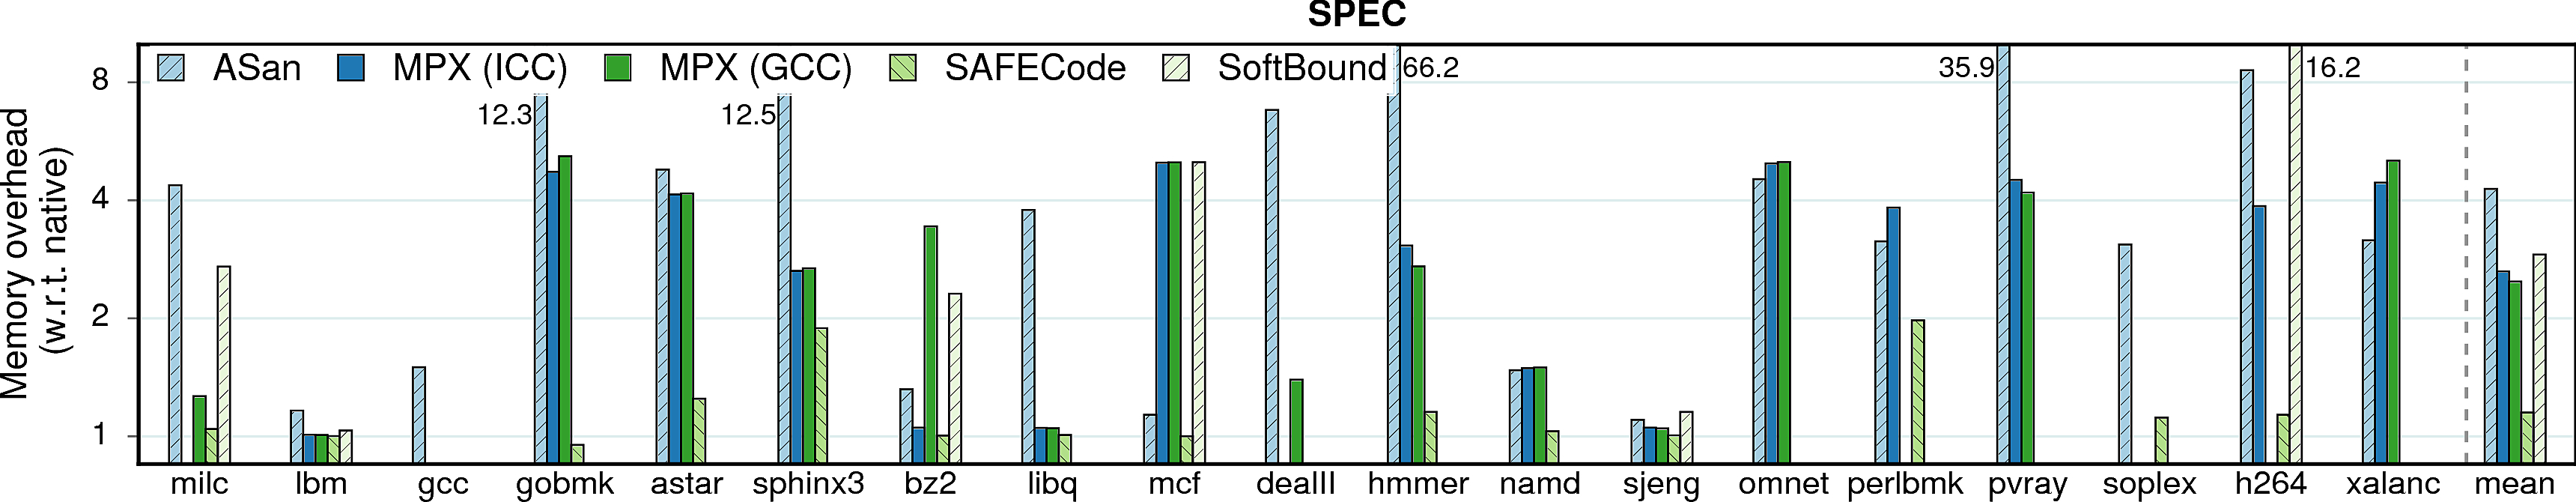 SPEC
ASan MPX (ICC) MPX (GCC) SAFECode SoftBound
66.2
35.9
16.2
12.3
12.5
Memory overhead
(w.r.t. native)
8
4
2
1
milc lbm gcc gobmk astar sphinx3 bz2 libq mcf dealII hmmer namd sjeng omnet perlbmk pvray soplex h264 xalanc mean